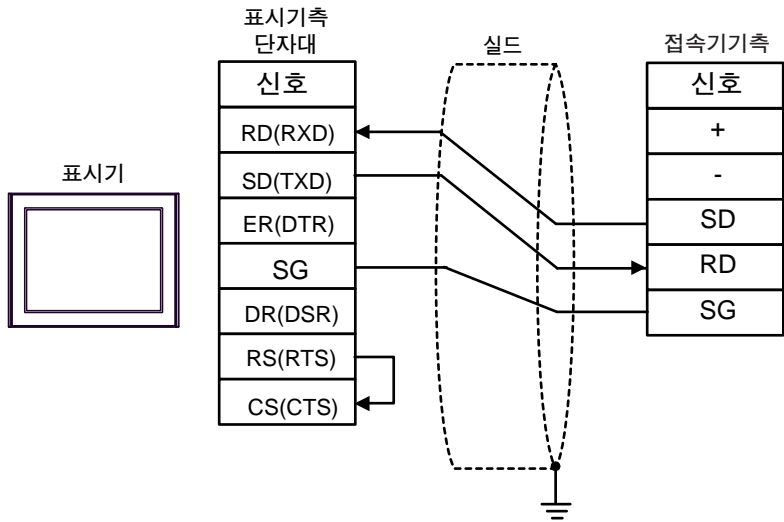 표시기측
단자대
실드
접속기기측
표시기
신호
RD(RXD)
SD(TXD)
ER(DTR)
SG
DR(DSR)
RS(RTS)
CS(CTS)
신호
+
-
SD
RD
SG